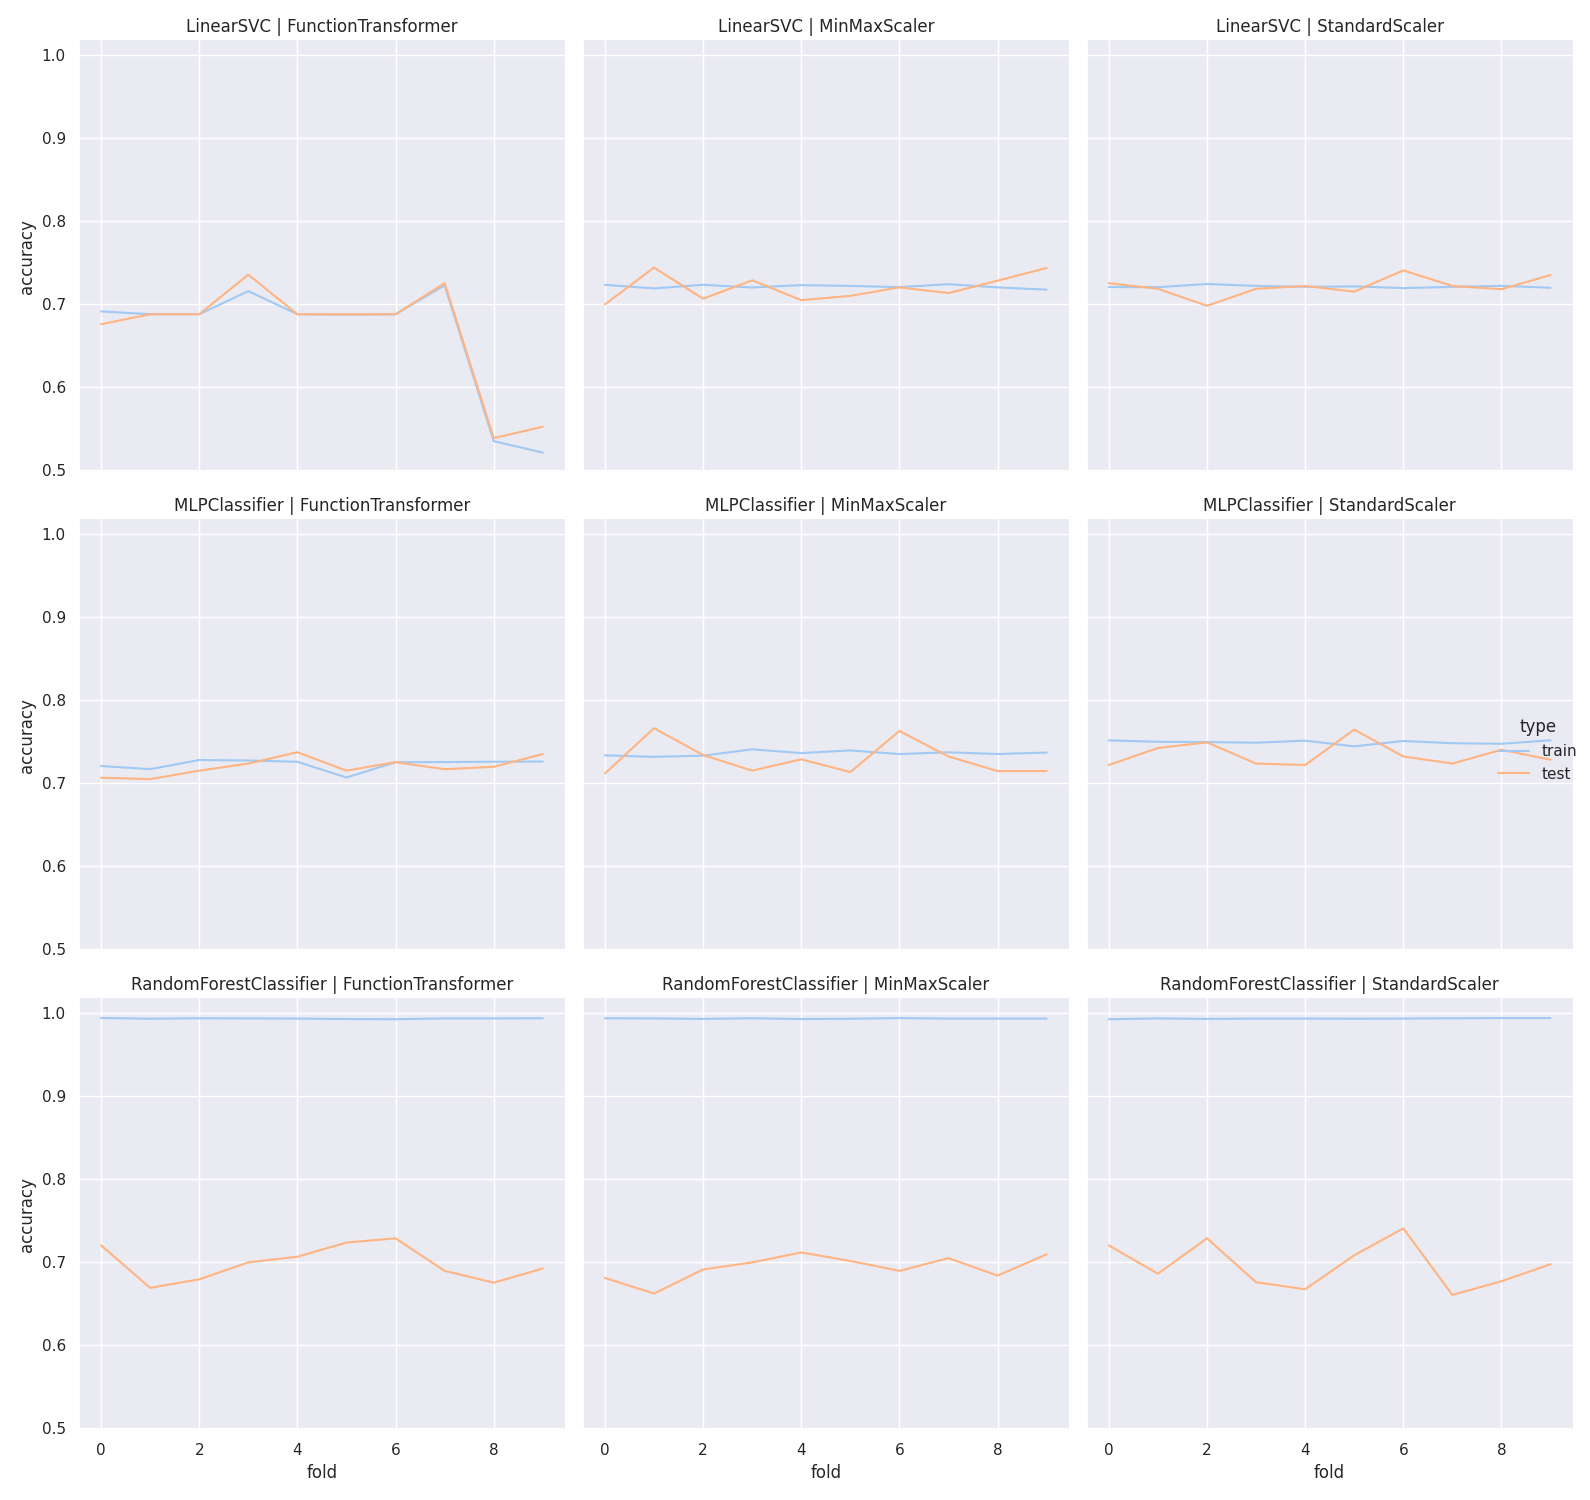 LinearSVC | FunctionTransformer
LinearSVC | MinMaxScaler
LinearSVC | StandardScaler
1.0
0.9
0.8
0.7
0.6
0.5
accuracy
MLPClassifier | FunctionTransformer
MLPClassifier | MinMaxScaler
MLPClassifier | StandardScaler
1.0
0.9
0.8
0.7
0.6
0.5
accuracy
type
train
test
RandomForestClassifier | FunctionTransformer
RandomForestClassifier | MinMaxScaler
RandomForestClassifier | StandardScaler
1.0
0.9
0.8
0.7
0.6
0.5
accuracy
0 2 4 6 8
0 2 4 6 8
0 2 4 6 8
fold
fold
fold